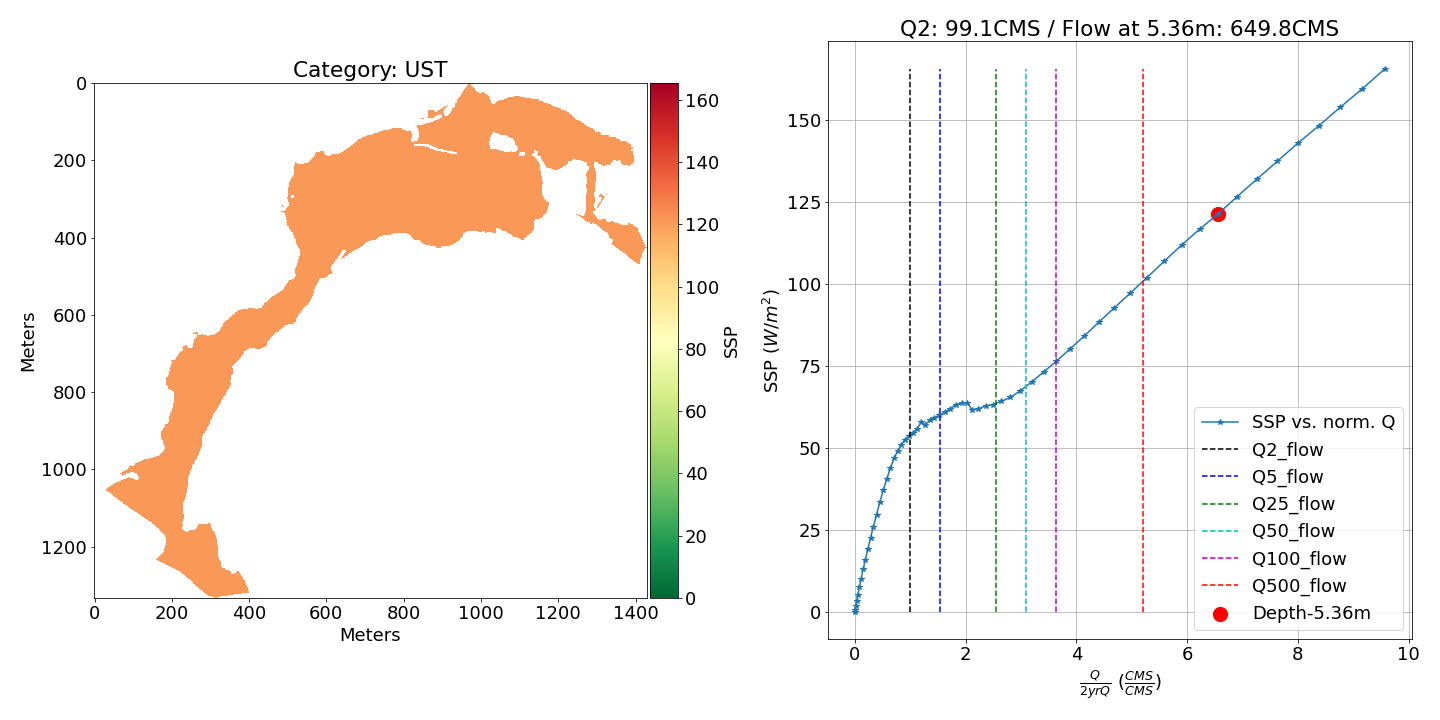 Category: UST
0
200
400
600
800
1000
1200
Meters
0 200 400 600 800 1000 1200 1400
Meters
160
140
120
100
80
60
40
20
0
SSP
Q2: 99.1CMS / Flow at 5.36m: 649.8CMS
150
125
100
75
50
25
0
SSP (W/m²)
0 2 4 6 8 10
Q/2yrQ (CMS/CMS)
SSP vs. norm. Q
Q2_flow
Q5_flow
Q25_flow
Q50_flow
Q100_flow
Q500_flow
Depth-5.36m